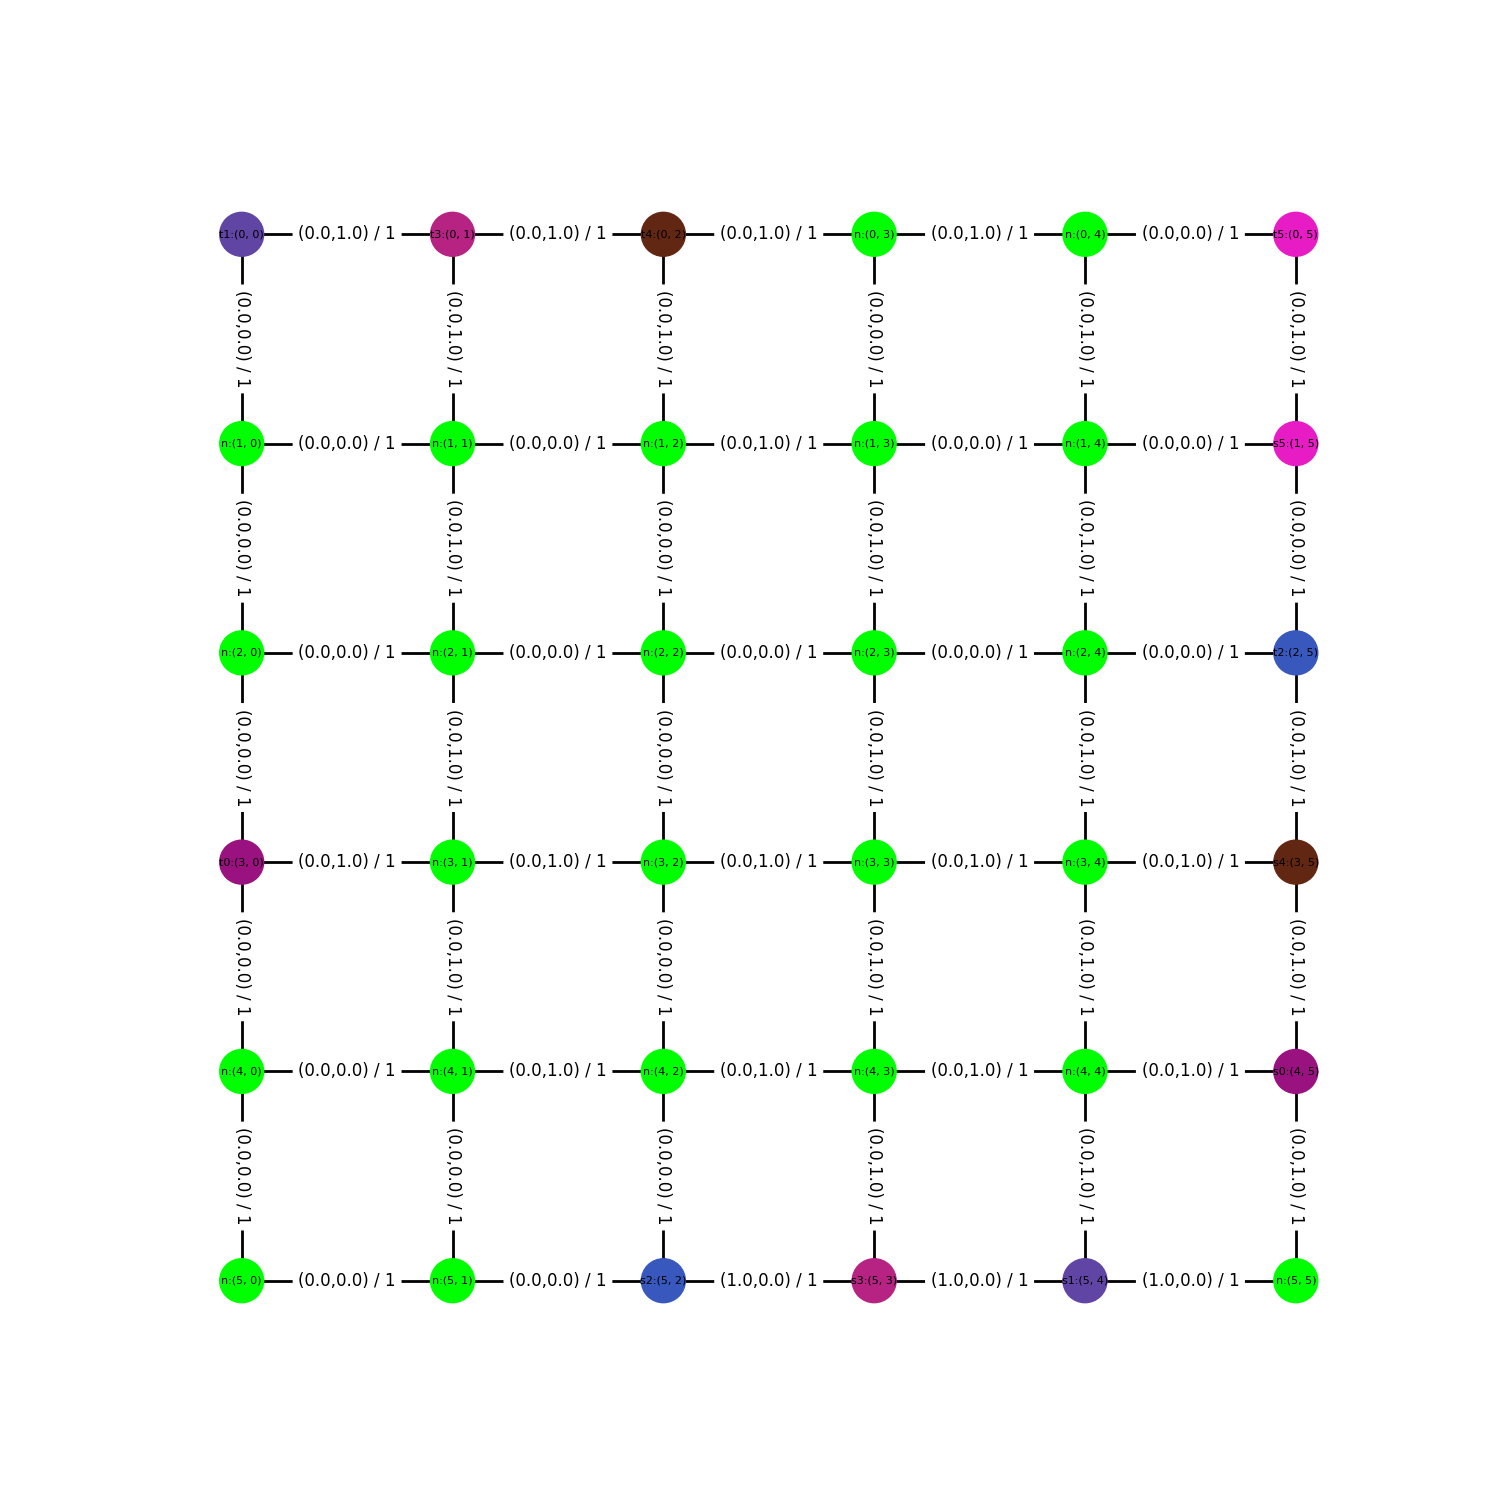 t1:(0, 0) (0.0,1.0) / 1 t3:(0, 1) (0.0,1.0) / 1 t4:(0, 2) (0.0,1.0) / 1 n:(0, 3) (0.0,1.0) / 1 n:(0, 4) (0.0,0.0) / 1 t5:(0, 5)
(0.0,0.0) / 1 (0.0,1.0) / 1 (0.0,1.0) / 1 (0.0,0.0) / 1 (0.0,1.0) / 1 (0.0,1.0) / 1
n:(1, 0) (0.0,0.0) / 1 n:(1, 1) (0.0,0.0) / 1 n:(1, 2) (0.0,1.0) / 1 n:(1, 3) (0.0,0.0) / 1 n:(1, 4) (0.0,0.0) / 1 s5:(1, 5)
(0.0,0.0) / 1 (0.0,1.0) / 1 (0.0,0.0) / 1 (0.0,1.0) / 1 (0.0,1.0) / 1 (0.0,0.0) / 1
n:(2, 0) (0.0,0.0) / 1 n:(2, 1) (0.0,0.0) / 1 n:(2, 2) (0.0,0.0) / 1 n:(2, 3) (0.0,0.0) / 1 n:(2, 4) (0.0,0.0) / 1 t2:(2, 5)
(0.0,0.0) / 1 (0.0,1.0) / 1 (0.0,0.0) / 1 (0.0,1.0) / 1 (0.0,1.0) / 1 (0.0,1.0) / 1
t0:(3, 0) (0.0,1.0) / 1 n:(3, 1) (0.0,1.0) / 1 n:(3, 2) (0.0,1.0) / 1 n:(3, 3) (0.0,1.0) / 1 n:(3, 4) (0.0,1.0) / 1 s4:(3, 5)
(0.0,0.0) / 1 (0.0,1.0) / 1 (0.0,0.0) / 1 (0.0,1.0) / 1 (0.0,1.0) / 1 (0.0,1.0) / 1
n:(4, 0) (0.0,0.0) / 1 n:(4, 1) (0.0,1.0) / 1 n:(4, 2) (0.0,1.0) / 1 n:(4, 3) (0.0,1.0) / 1 n:(4, 4) (0.0,1.0) / 1 s0:(4, 5)
(0.0,0.0) / 1 (0.0,0.0) / 1 (0.0,0.0) / 1 (0.0,1.0) / 1 (0.0,1.0) / 1 (0.0,1.0) / 1
n:(5, 0) (0.0,0.0) / 1 n:(5, 1) (0.0,0.0) / 1 s2:(5, 2) (1.0,0.0) / 1 s3:(5, 3) (1.0,0.0) / 1 s1:(5, 4) (1.0,0.0) / 1 n:(5, 5)